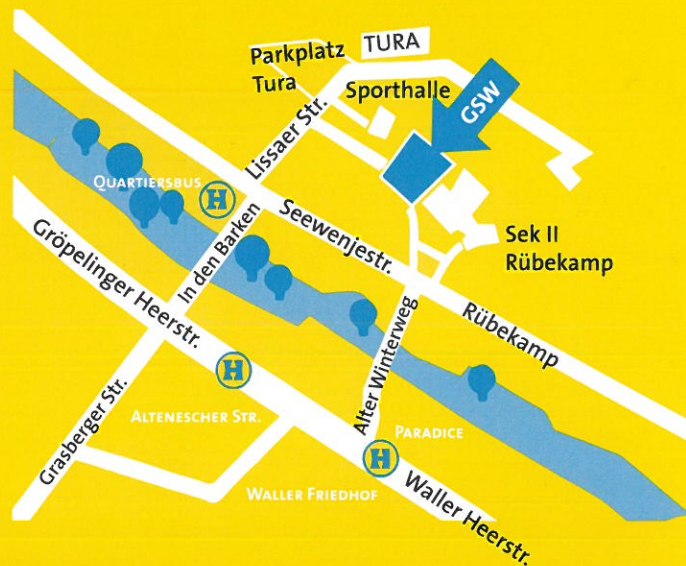 Parkplatz
Tura
TURA
Sporthalle
GSW
Lissaer Str.
QUARTIERSBUS
H
Seewenjestr.
Sek II
Rübekamp
In den Barken
Gröpelinger Heerstr.
Rübekamp
Alter Winterweg
H
Grasberger Str.
ALTENESCHER STR.
PARADICE
H
WALLER FRIEDHOF
Waller Heerstr.